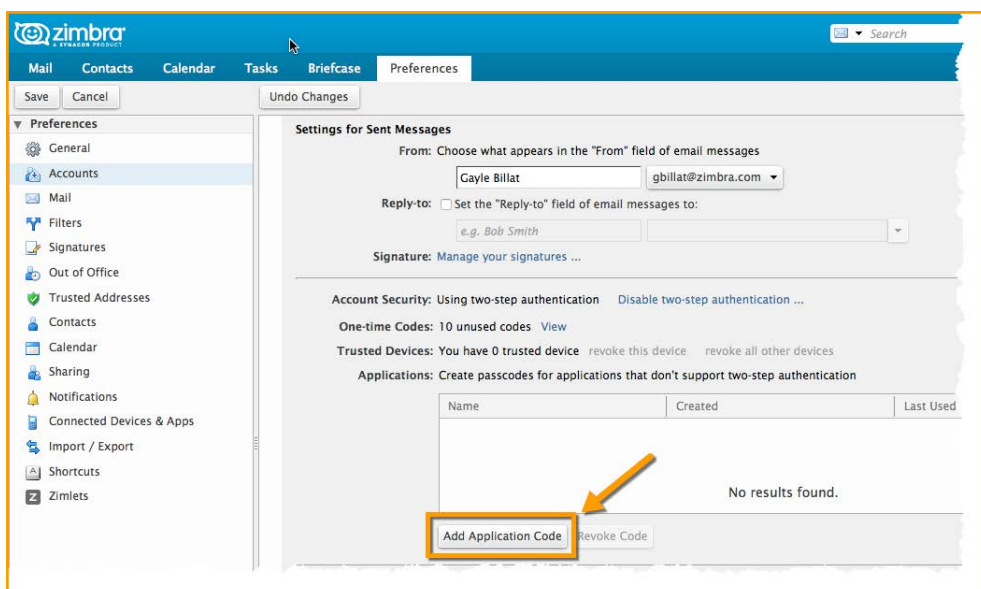 zimbra
A SYNACOR PRODUCT
Search
Mail Contacts Calendar Tasks Briefcase Preferences
Save Cancel Undo Changes
Preferences
General
Accounts
Mail
Filters
Signatures
Out of Office
Trusted Addresses
Contacts
Calendar
Sharing
Notifications
Connected Devices & Apps
Import / Export
Shortcuts
Zimlets
Settings for Sent Messages
From: Choose what appears in the "From" field of email messages
Gayle Billat gbillat@zimbra.com
Reply-to: Set the "Reply-to" field of email messages to:
e.g. Bob Smith
Signature: Manage your signatures ...
Account Security: Using two-step authentication Disable two-step authentication ...
One-time Codes: 10 unused codes View
Trusted Devices: You have 0 trusted device revoke this device revoke all other devices
Applications: Create passcodes for applications that don't support two-step authentication
Name Created Last Used
No results found.
Add Application Code Revoke Code